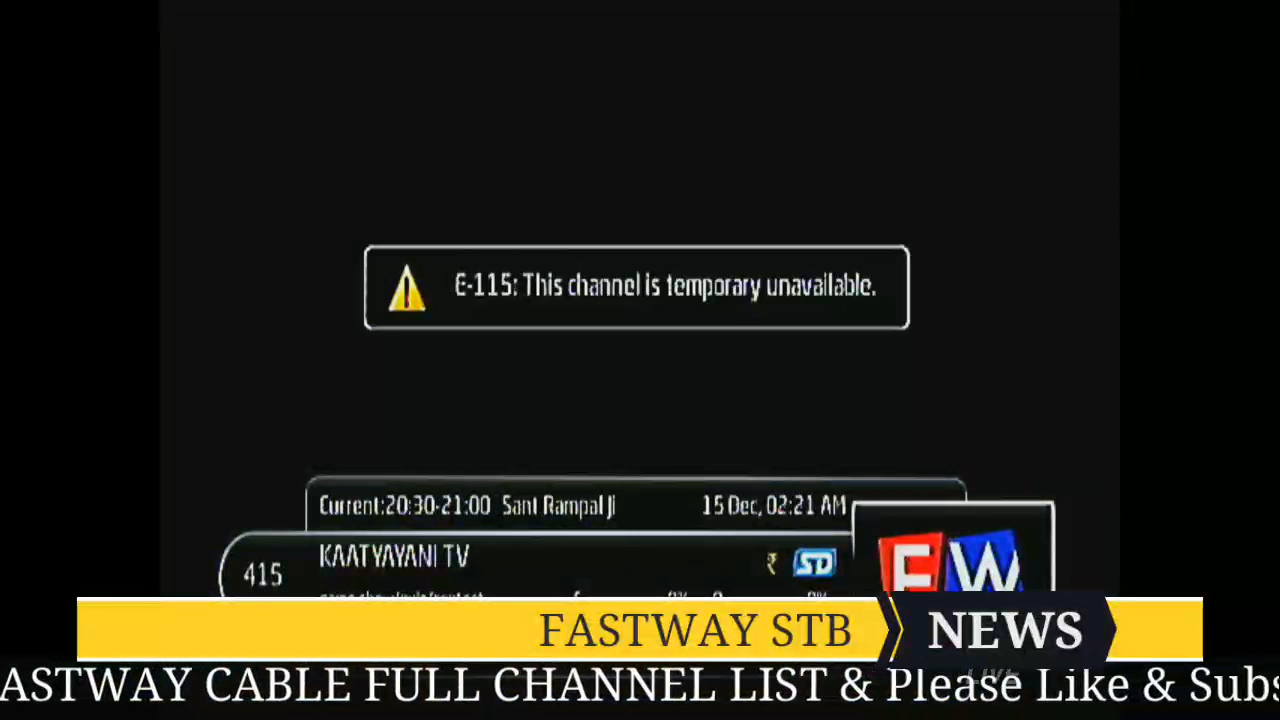 E-115: This channel is temporary unavailable.
Current:20:30-21:00 Sant Rampal Ji 15 Dec, 02:21 AM
415 KAATYAYANI TV ₹ SD
FW
FASTWAY STB NEWS
ASTWAY CABLE FULL CHANNEL LIST & Please Like & Subs